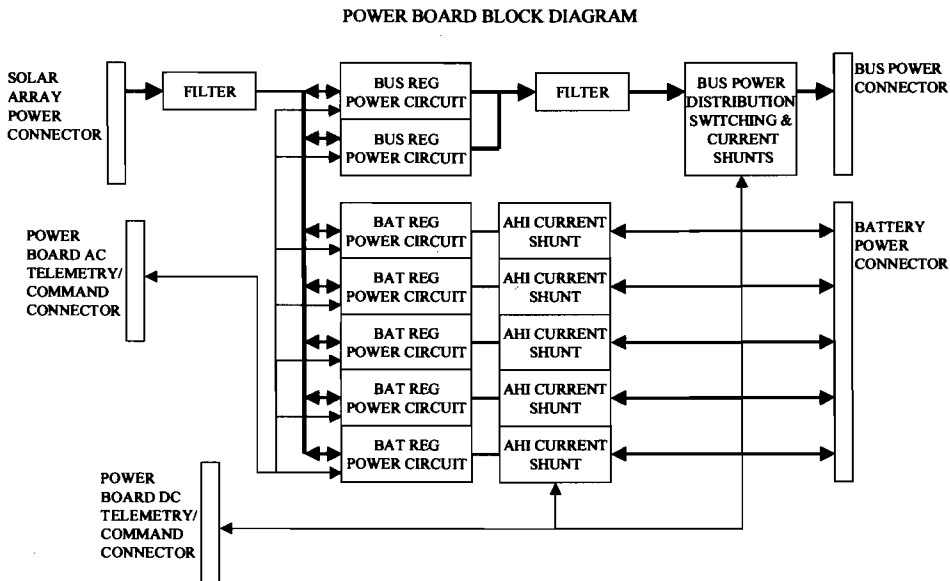 POWER BOARD BLOCK DIAGRAM
SOLAR
ARRAY
POWER
CONNECTOR
FILTER
BUS REG
POWER CIRCUIT
BUS REG
POWER CIRCUIT
FILTER
BUS POWER
DISTRIBUTION
SWITCHING &
CURRENT
SHUNTS
BUS POWER
CONNECTOR
POWER
BOARD AC
TELEMETRY/
COMMAND
CONNECTOR
BAT REG
POWER CIRCUIT
AHI CURRENT
SHUNT
BAT REG
POWER CIRCUIT
AHI CURRENT
SHUNT
BAT REG
POWER CIRCUIT
AHI CURRENT
SHUNT
BAT REG
POWER CIRCUIT
AHI CURRENT
SHUNT
BAT REG
POWER CIRCUIT
AHI CURRENT
SHUNT
BATTERY
POWER
CONNECTOR
POWER
BOARD DC
TELEMETRY/
COMMAND
CONNECTOR